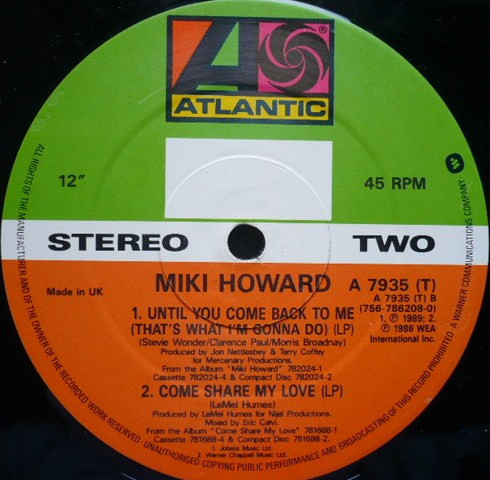 ATLANTIC
12"
45 RPM
STEREO
TWO
MIKI HOWARD
A 7935 (T)
Made in UK
A 7935 (T) B
(756-786208-0)
1. ℗ 1989; 2.
℗ 1986 WEA
International Inc.
1. UNTIL YOU COME BACK TO ME
(THAT'S WHAT I'M GONNA DO) (LP)
(Stevie Wonder/Clarence Paul/Morris Broadnay)
Produced by Jon Nettlesbey & Terry Coffey
for Mercenary Productions.
From the Album "Miki Howard" 782024-1
Cassette 782024-4 & Compact Disc 782024-2
2. COME SHARE MY LOVE (LP)
(LeMel Humes)
Produced by LeMel Humes for Nijel Productions.
Mixed by Eric Calvi.
From the Album "Come Share My Love" 781688-1
Cassette 781688-4 & Compact Disc 781688-2.
1. Jobete Music Ltd.
2. Warner Chappell Music Ltd.
ALL RIGHTS OF THE MANUFACTURER AND OF THE OWNER OF THE RECORDED WORK RESERVED. UNAUTHORISED COPYING PUBLIC PERFORMANCE AND BROADCASTING OF THIS RECORD PROHIBITED. A WARNER COMMUNICATIONS COMPANY